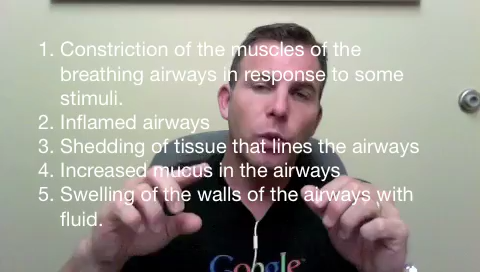 1. Constriction of the muscles of the
breathing airways in response to some
stimuli.
2. Inflamed airways
3. Shedding of tissue that lines the airways
4. Increased mucus in the airways
5. Swelling of the walls of the airways with
fluid.
Google